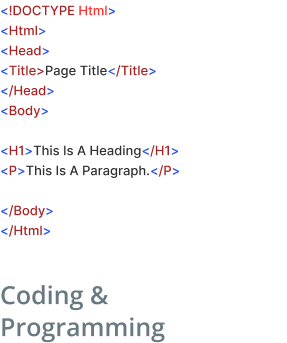 <!DOCTYPE Html>
<Html>
<Head>
<Title>Page Title</Title>
</Head>
<Body>
<H1>This Is A Heading</H1>
<P>This Is A Paragraph.</P>
</Body>
</Html>
Coding &
Programming